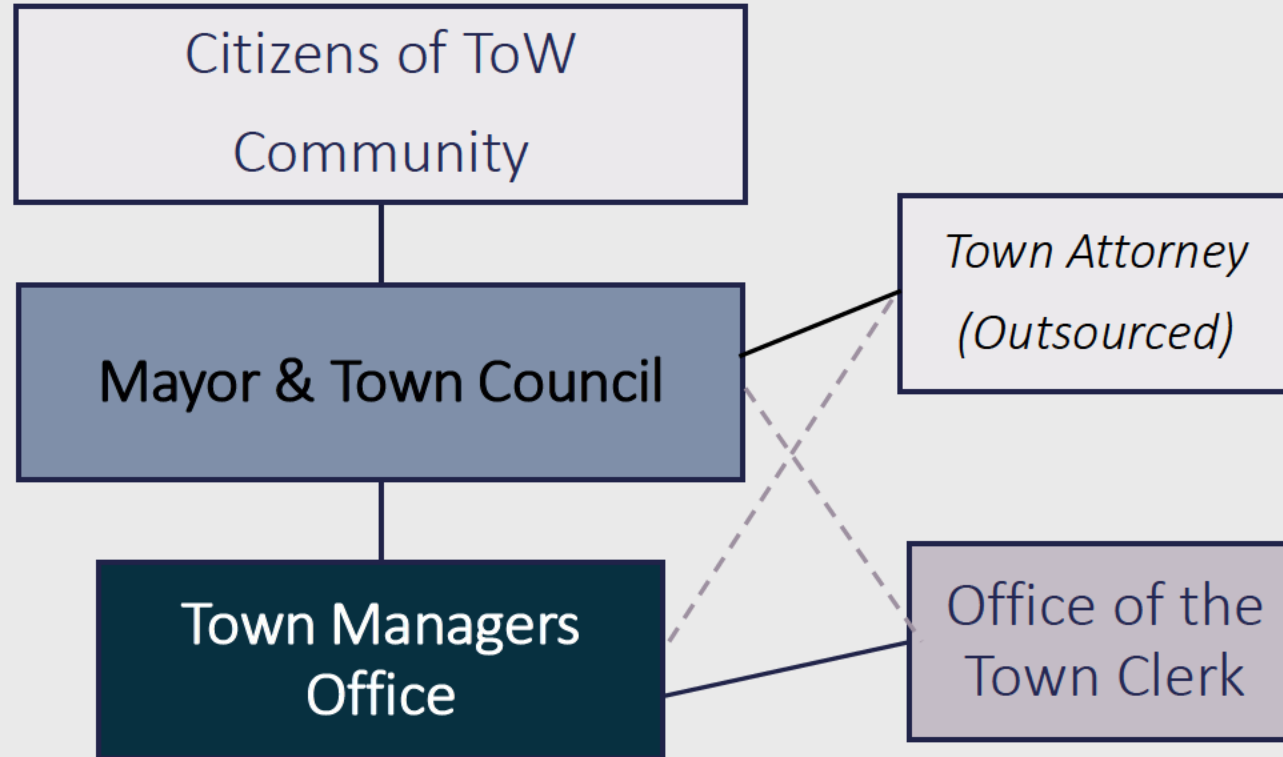 Citizens of ToW
Community
Mayor & Town Council
Town Attorney
(Outsourced)
Town Managers
Office
Office of the
Town Clerk